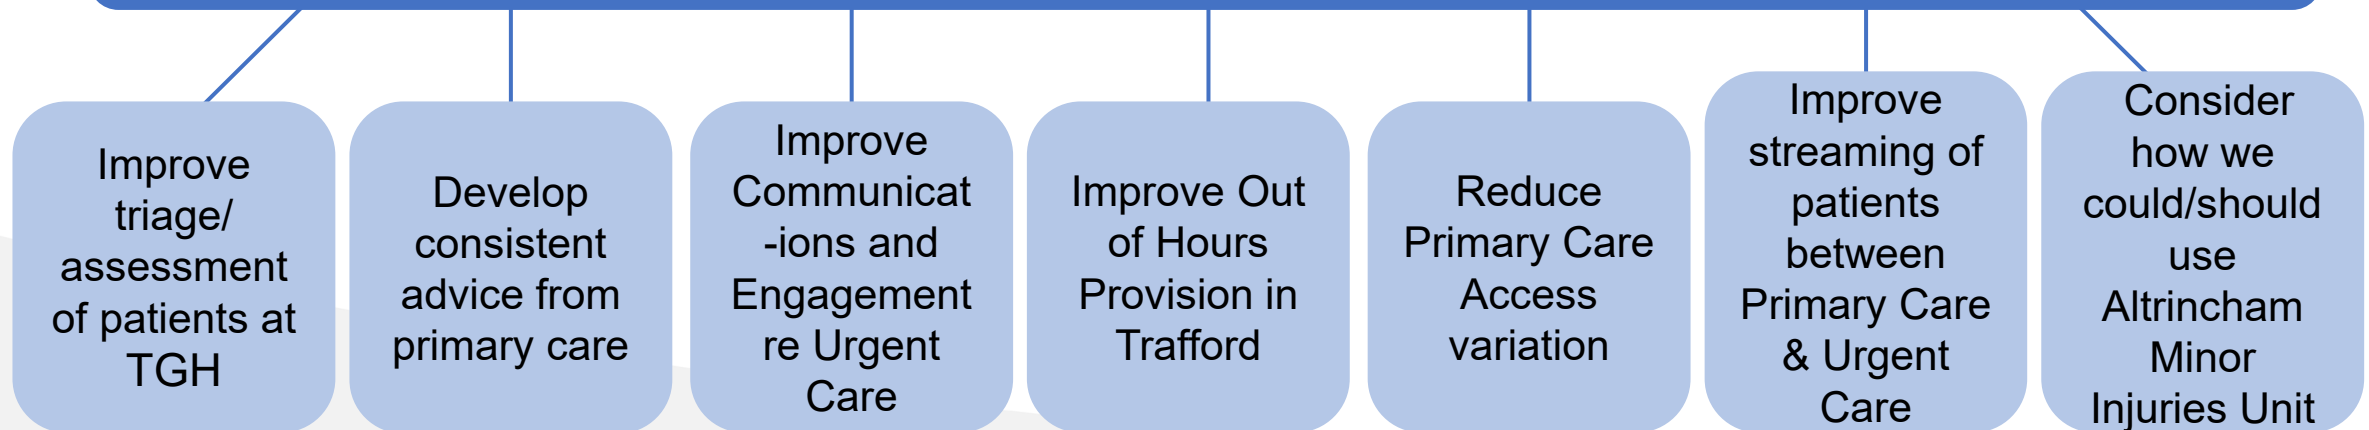 Improve
triage/
assessment
of patients at
TGH
Develop
consistent
advice from
primary care
Improve
Communicat
-ions and
Engagement
re Urgent
Care
Improve Out
of Hours
Provision in
Trafford
Reduce
Primary Care
Access
variation
Improve
streaming of
patients
between
Primary Care
& Urgent
Care
Consider
how we
could/should
use
Altrincham
Minor
Injuries Unit